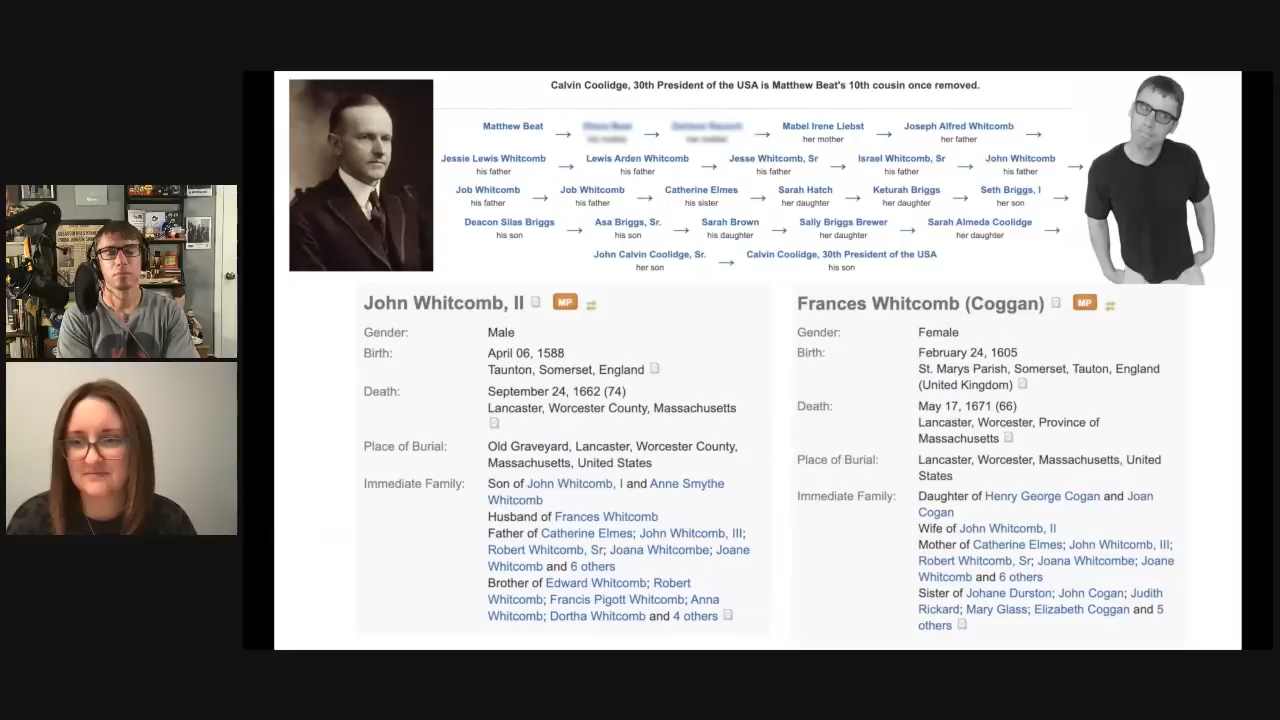 Calvin Coolidge, 30th President of the USA is Matthew Beat's 10th cousin once removed.
Matthew Beat → → → Mabel Irene Liebst → Joseph Alfred Whitcomb →
her mother her father
Jessie Lewis Whitcomb → Lewis Arden Whitcomb → Jesse Whitcomb, Sr → Israel Whitcomb, Sr → John Whitcomb →
his father his father his father his father his father
Job Whitcomb → Job Whitcomb → Catherine Elmes → Sarah Hatch → Keturah Briggs → Seth Briggs, I →
his father his father his sister her daughter her daughter her son
Deacon Silas Briggs → Asa Briggs, Sr. → Sarah Brown → Sally Briggs Brewer → Sarah Almeda Coolidge →
his son his son his daughter her daughter her daughter
John Calvin Coolidge, Sr. → Calvin Coolidge, 30th President of the USA
her son his son
John Whitcomb, II MP
Gender: Male
Birth: April 06, 1588
Taunton, Somerset, England
Death: September 24, 1662 (74)
Lancaster, Worcester County, Massachusetts
Place of Burial: Old Graveyard, Lancaster, Worcester County,
Massachusetts, United States
Immediate Family: Son of John Whitcomb, I and Anne Smythe
Whitcomb
Husband of Frances Whitcomb
Father of Catherine Elmes; John Whitcomb, III;
Robert Whitcomb, Sr; Joana Whitcombe; Joane
Whitcomb and 6 others
Brother of Edward Whitcomb; Robert
Whitcomb; Francis Pigott Whitcomb; Anna
Whitcomb; Dortha Whitcomb and 4 others
Frances Whitcomb (Coggan) MP
Gender: Female
Birth: February 24, 1605
St. Marys Parish, Somerset, Tauton, England
(United Kingdom)
Death: May 17, 1671 (66)
Lancaster, Worcester, Province of
Massachusetts
Place of Burial: Lancaster, Worcester, Massachusetts, United
States
Immediate Family: Daughter of Henry George Cogan and Joan
Cogan
Wife of John Whitcomb, II
Mother of Catherine Elmes; John Whitcomb, III;
Robert Whitcomb, Sr; Joana Whitcombe; Joane
Whitcomb and 6 others
Sister of Johane Durston; John Cogan; Judith
Rickard; Mary Glass; Elizabeth Coggan and 5
others